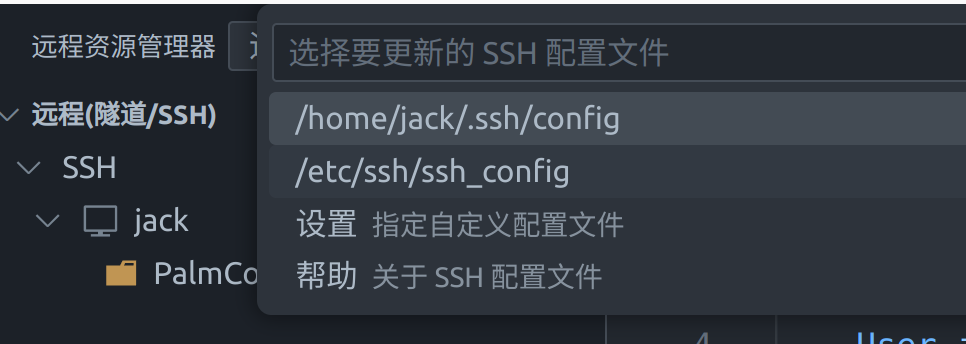 远程资源管理器
选择要更新的 SSH 配置文件
远程(隧道/SSH)
/home/jack/.ssh/config
SSH
/etc/ssh/ssh_config
jack
设置 指定自定义配置文件
PalmCo
帮助 关于 SSH 配置文件
4 User